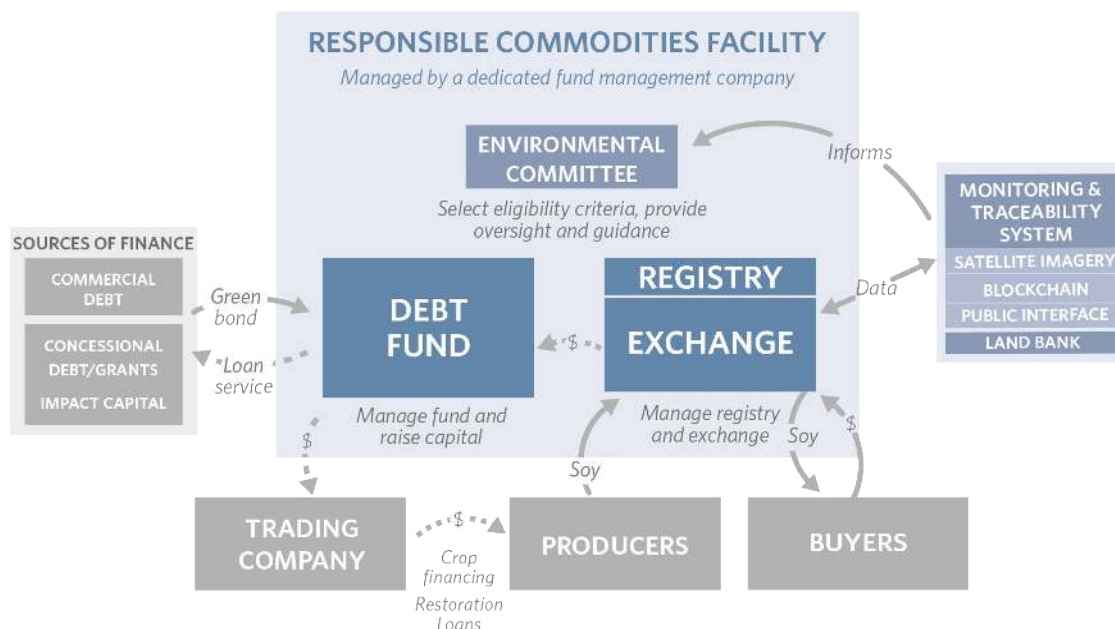 RESPONSIBLE COMMODITIES FACILITY
Managed by a dedicated fund management company
ENVIRONMENTAL
COMMITTEE
Select eligibility criteria, provide
oversight and guidance
Informs
MONITORING &
TRACEABILITY
SYSTEM
SATELLITE IMAGERY
BLOCKCHAIN
PUBLIC INTERFACE
LAND BANK
Data
SOURCES OF FINANCE
COMMERCIAL
DEBT
CONCESSIONAL
DEBT/GRANTS
IMPACT CAPITAL
Green
bond
Loan
service
DEBT
FUND
Manage fund and
raise capital
$
REGISTRY
EXCHANGE
Manage registry
and exchange
Soy
$
$
Soy
TRADING
COMPANY
$
Crop
financing
Restoration
Loans
PRODUCERS
BUYERS